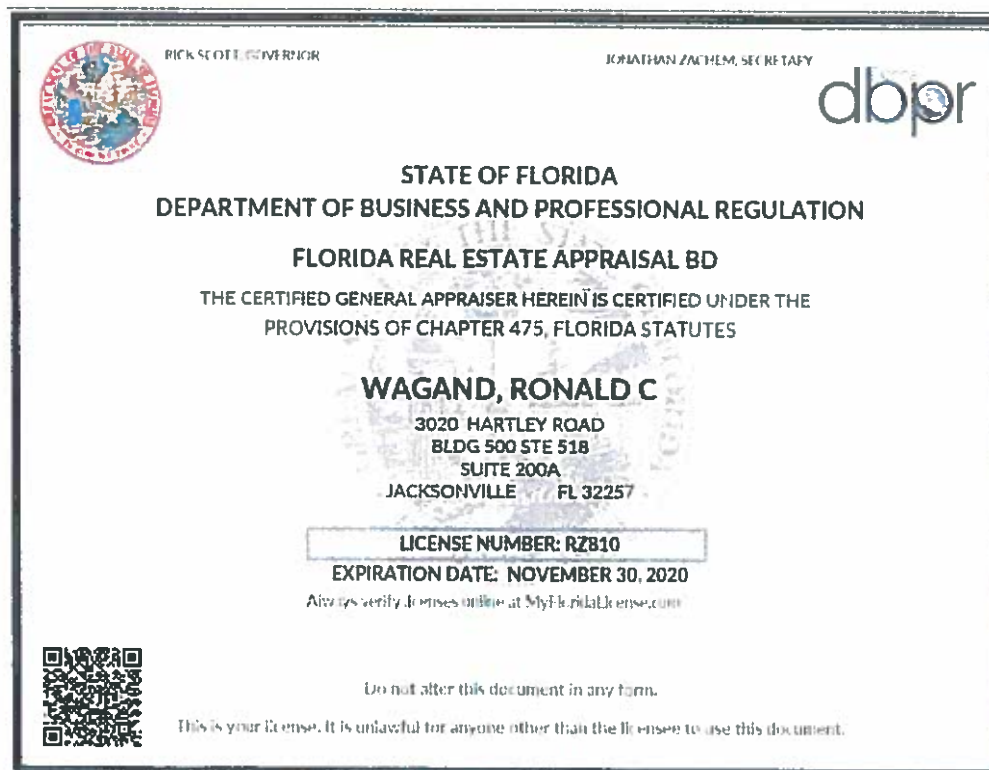 RICK SCOTT, GOVERNOR
JONATHAN ZACHEM, SECRETARY
dbpr
STATE OF FLORIDA
DEPARTMENT OF BUSINESS AND PROFESSIONAL REGULATION
FLORIDA REAL ESTATE APPRAISAL BD
THE CERTIFIED GENERAL APPRAISER HEREIN IS CERTIFIED UNDER THE
PROVISIONS OF CHAPTER 475, FLORIDA STATUTES
WAGAND, RONALD C
3020 HARTLEY ROAD
BLDG 500 STE 518
SUITE 200A
JACKSONVILLE FL 32257
LICENSE NUMBER: RZ810
EXPIRATION DATE: NOVEMBER 30, 2020
Always verify licenses online at MyFloridaLicense.com
Do not alter this document in any form.
This is your license. It is unlawful for anyone other than the licensee to use this document.